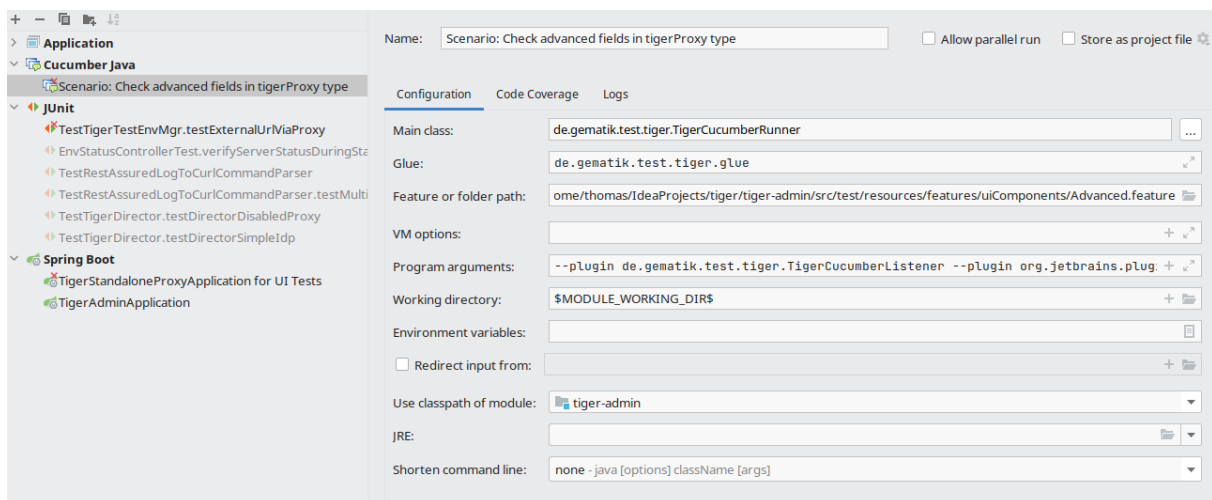 Application
Cucumber Java
Scenario: Check advanced fields in tigerProxy type
JUnit
TestTigerTestEnvMgr.testExternalUrlViaProxy
EnvStatusControllerTest.verifyServerStatusDuringSta
TestRestAssuredLogToCurlCommandParser
TestRestAssuredLogToCurlCommandParser.testMulti
TestTigerDirector.testDirectorDisabledProxy
TestTigerDirector.testDirectorSimpleIdp
Spring Boot
TigerStandaloneProxyApplication for UI Tests
TigerAdminApplication
Name: Scenario: Check advanced fields in tigerProxy type Allow parallel run Store as project file
Configuration Code Coverage Logs
Main class: de.gematik.test.tiger.TigerCucumberRunner ...
Glue: de.gematik.test.tiger.glue
Feature or folder path: ome/thomas/IdeaProjects/tiger/tiger-admin/src/test/resources/features/uiComponents/Advanced.feature
VM options:
Program arguments: --plugin de.gematik.test.tiger.TigerCucumberListener --plugin org.jetbrains.plug
Working directory: $MODULE_WORKING_DIR$
Environment variables:
Redirect input from:
Use classpath of module: tiger-admin
JRE:
Shorten command line: none - java [options] className [args]